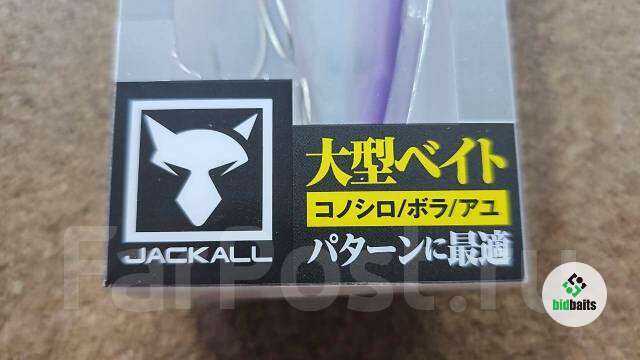 大型ベイト
コノシロ/ボラ/アユ
パターンに最適
JACKALL
FarPost.ru
bidbaits